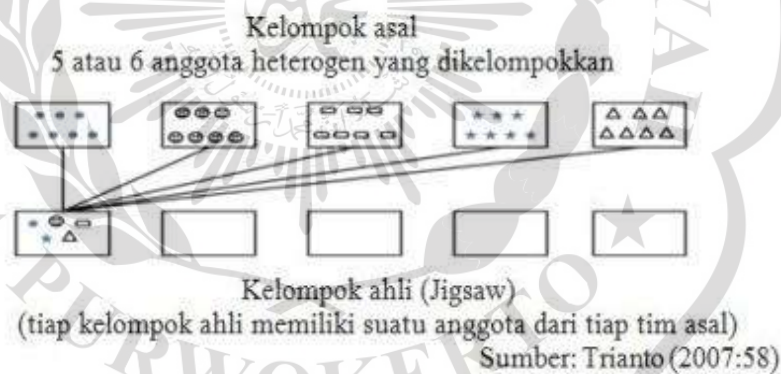 Kelompok asal
5 atau 6 anggota heterogen yang dikelompokkan
Kelompok ahli (Jigsaw)
(tiap kelompok ahli memiliki suatu anggota dari tiap tim asal)
Sumber: Trianto (2007:58)
PURWOKERTO